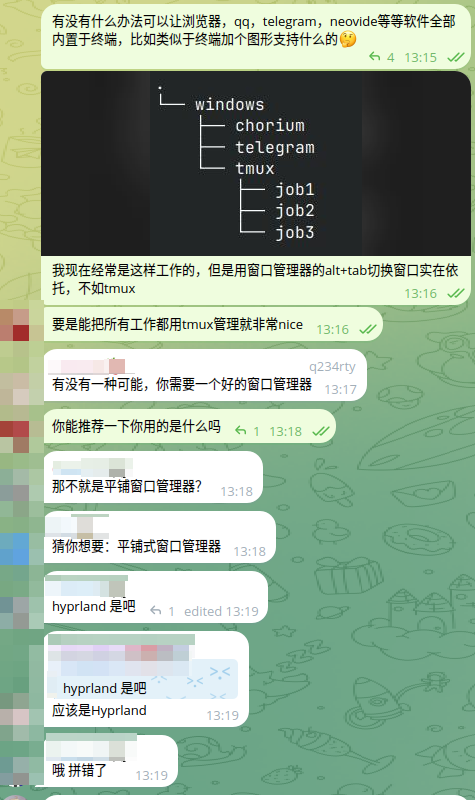 有没有什么办法可以让浏览器，qq，telegram，neovide等等软件全部
内置于终端，比如类似于终端加个图形支持什么的🤔
4 13:15
.
└── windows
├── chorium
├── telegram
└── tmux
├── job1
├── job2
└── job3
我现在经常是这样工作的，但是用窗口管理器的alt+tab切换窗口实在依
托，不如tmux
13:16
要是能把所有工作都用tmux管理就非常nice 13:16
q234rty
有没有一种可能，你需要一个好的窗口管理器 13:17
你能推荐一下你用的是什么吗 1 13:18
那不就是平铺窗口管理器？ 13:18
猜你想要：平铺式窗口管理器 13:18
hyprland 是吧 1 edited 13:19
hyprland 是吧
应该是Hyprland 13:19
哦 拼错了 13:19